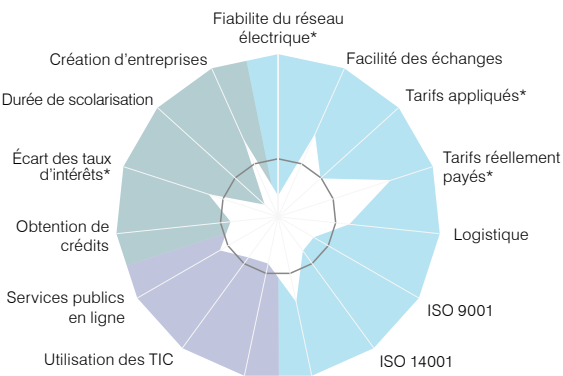 Fiabilite du réseau
électrique*
Facilité des échanges
Tarifs appliqués*
Tarifs réellement
payés*
Logistique
ISO 9001
ISO 14001
Utilisation des TIC
Services publics
en ligne
Obtention de
crédits
Écart des taux
d'intérêts*
Durée de scolarisation
Création d'entreprises